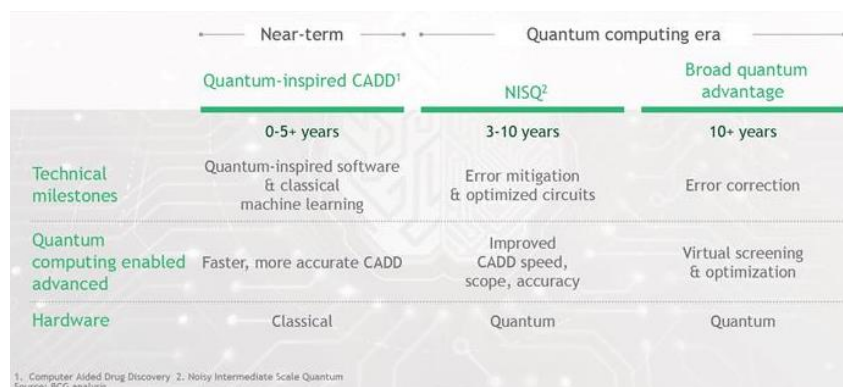 Near-term
Quantum computing era
Quantum-inspired CADD¹
NISQ²
Broad quantum
advantage
0-5+ years
3-10 years
10+ years
Technical
milestones
Quantum-inspired software
& classical
machine learning
Error mitigation
& optimized circuits
Error correction
Quantum
computing enabled
advanced
Faster, more accurate CADD
Improved
CADD speed,
scope, accuracy
Virtual screening
& optimization
Hardware
Classical
Quantum
Quantum
1. Computer Aided Drug Discovery 2. Noisy Intermediate Scale Quantum
Source: BCG analysis